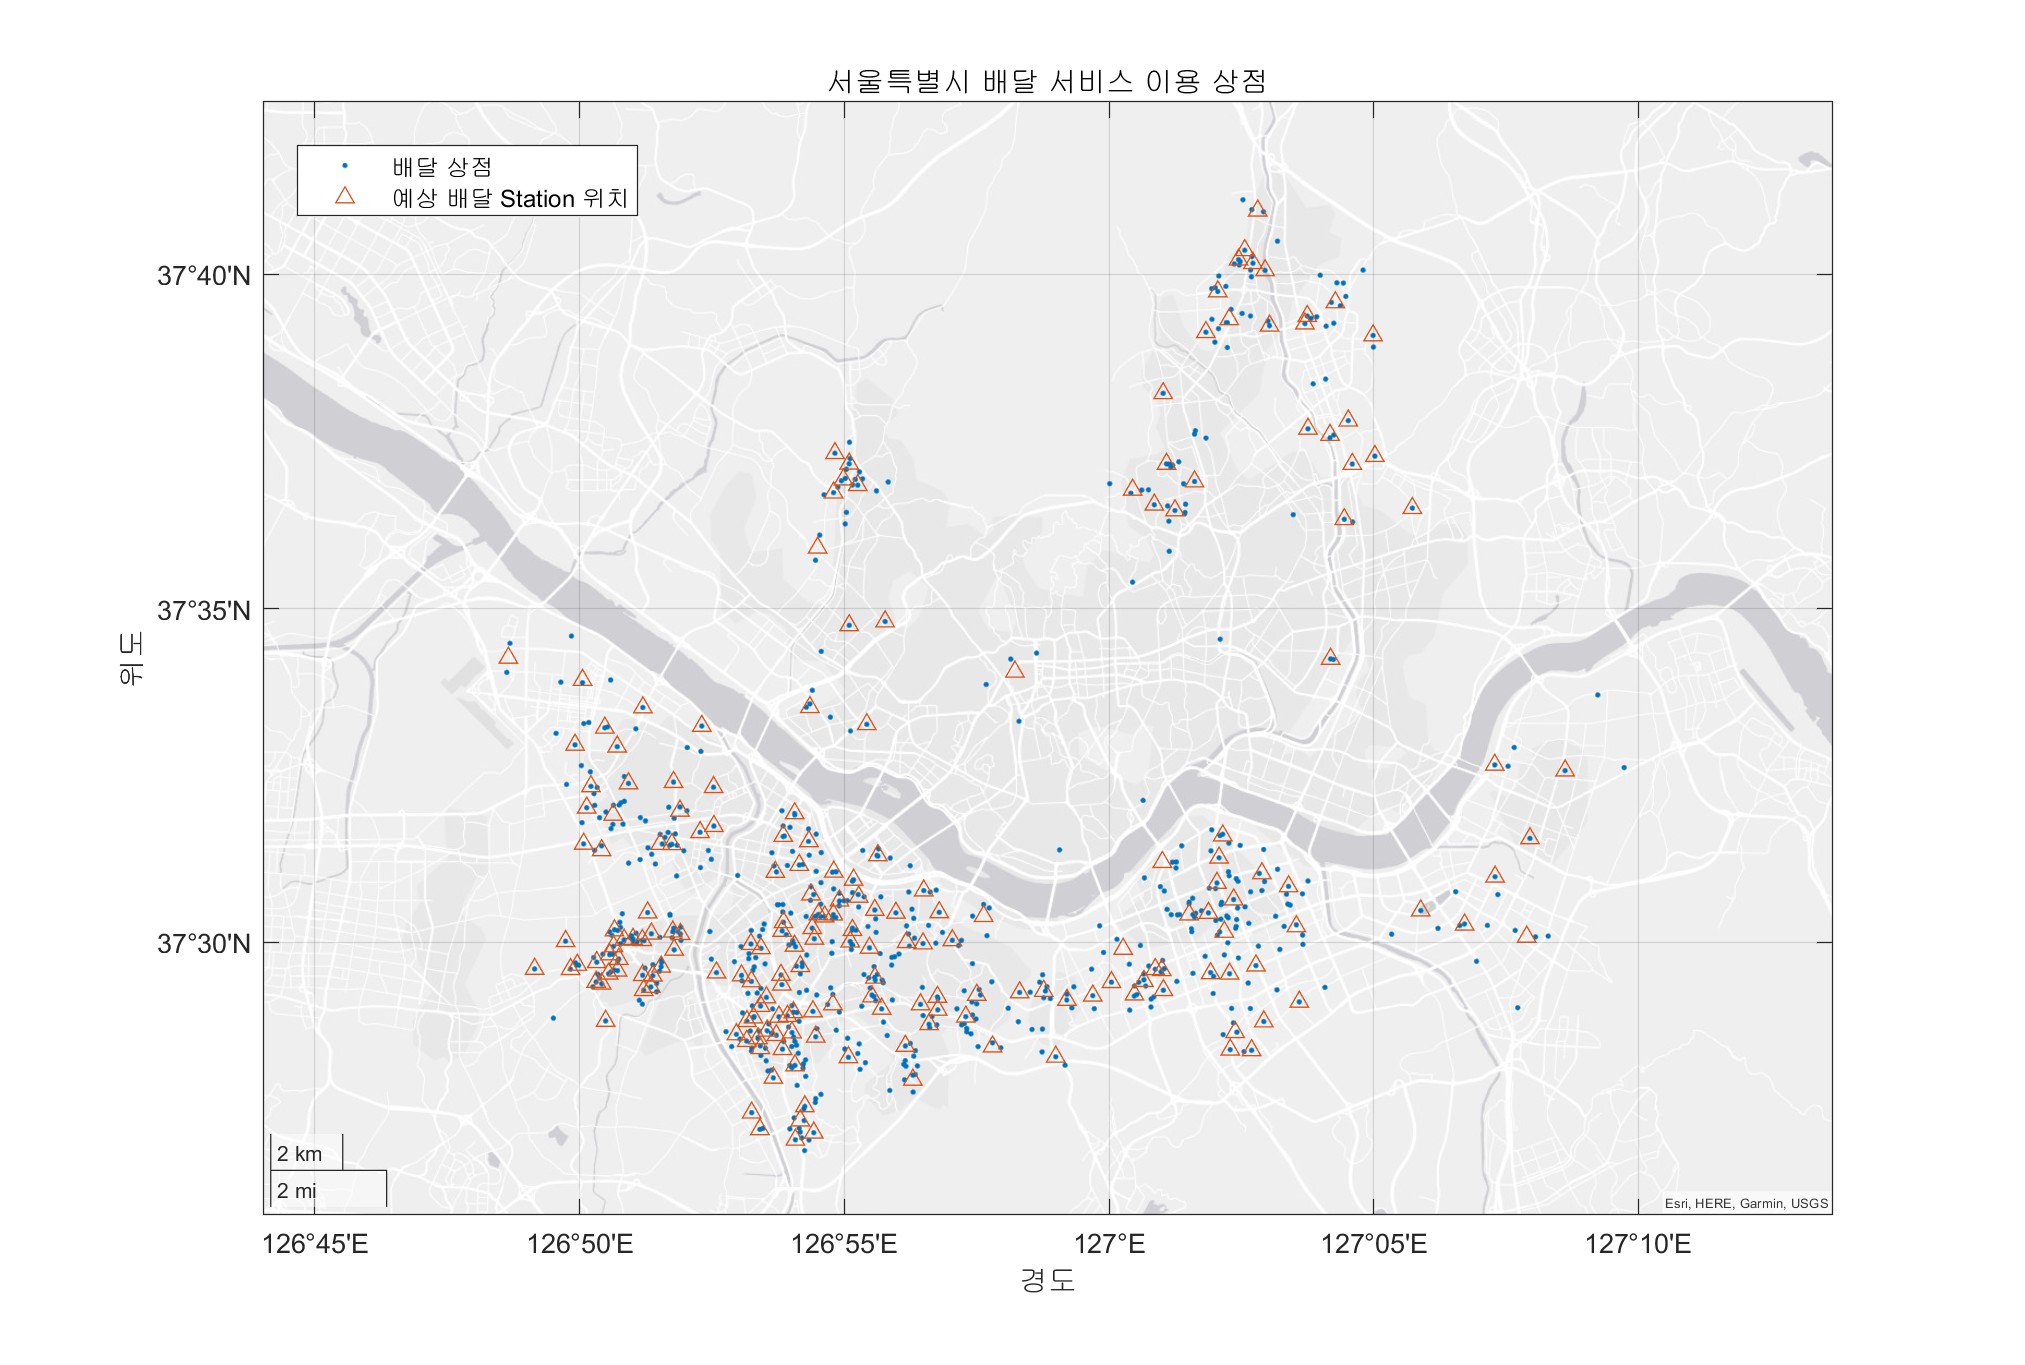 서울특별시 배달 서비스 이용 상점
배달 상점
예상 배달 Station 위치
37°40'N
37°35'N
37°30'N
위도
2 km
2 mi
Esri, HERE, Garmin, USGS
126°45'E 126°50'E 126°55'E 127°E 127°05'E 127°10'E
경도